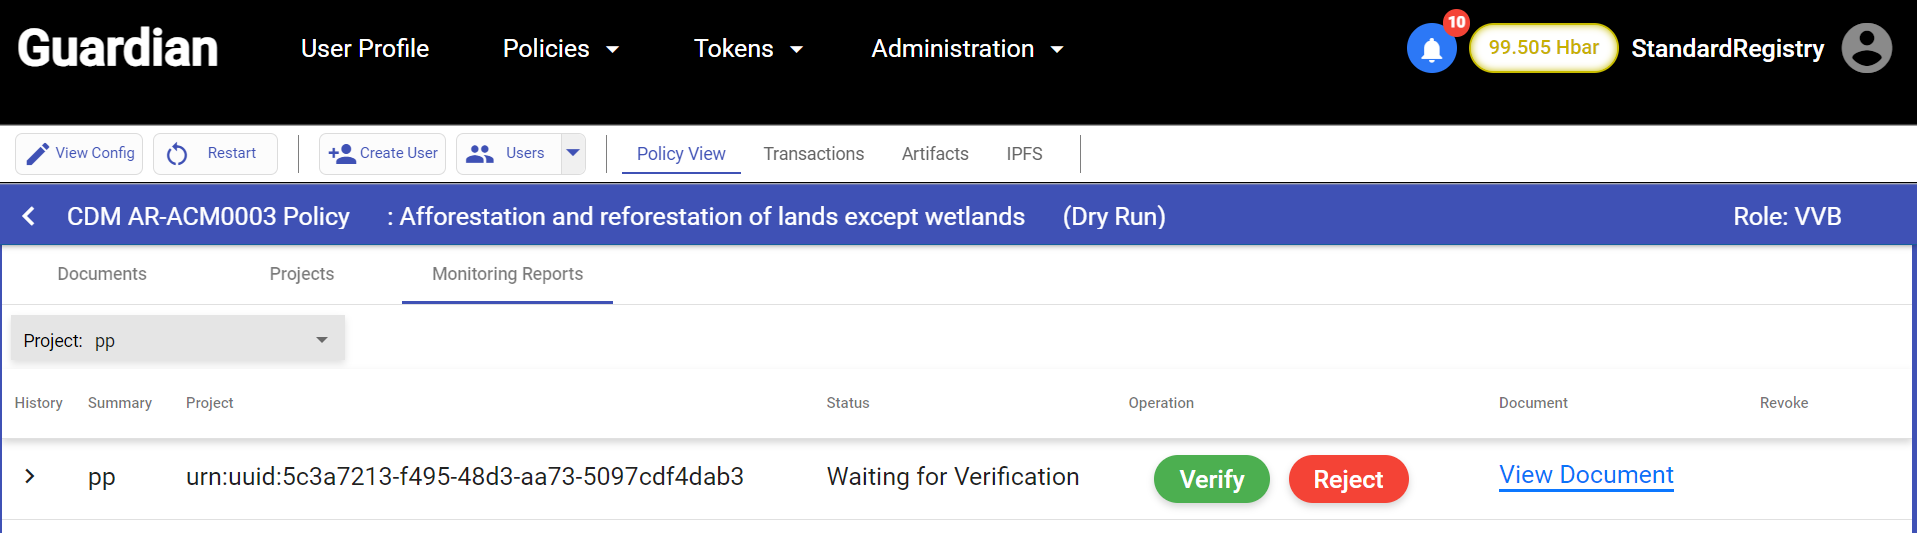 Guardian User Profile Policies Tokens Administration 10 99.505 Hbar StandardRegistry
View Config Restart Create User Users Policy View Transactions Artifacts IPFS
CDM AR-ACM0003 Policy : Afforestation and reforestation of lands except wetlands (Dry Run) Role: VVB
Documents Projects Monitoring Reports
Project: pp
History Summary Project Status Operation Document Revoke
pp urn:uuid:5c3a7213-f495-48d3-aa73-5097cdf4dab3 Waiting for Verification Verify Reject View Document